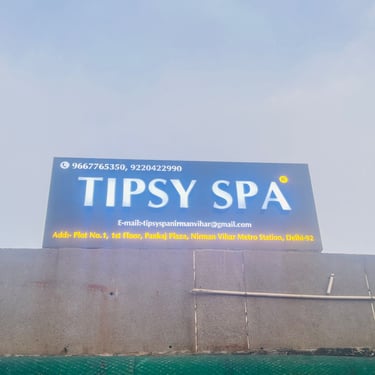 9667765350, 9220422990
TIPSY SPA
E-mail:-tipsyspanirmanvihar@gmail.com
Add:- Plot No.1, 1st Floor, Pankaj Plaza, Nirman Vihar Metro Station, Delhi-92